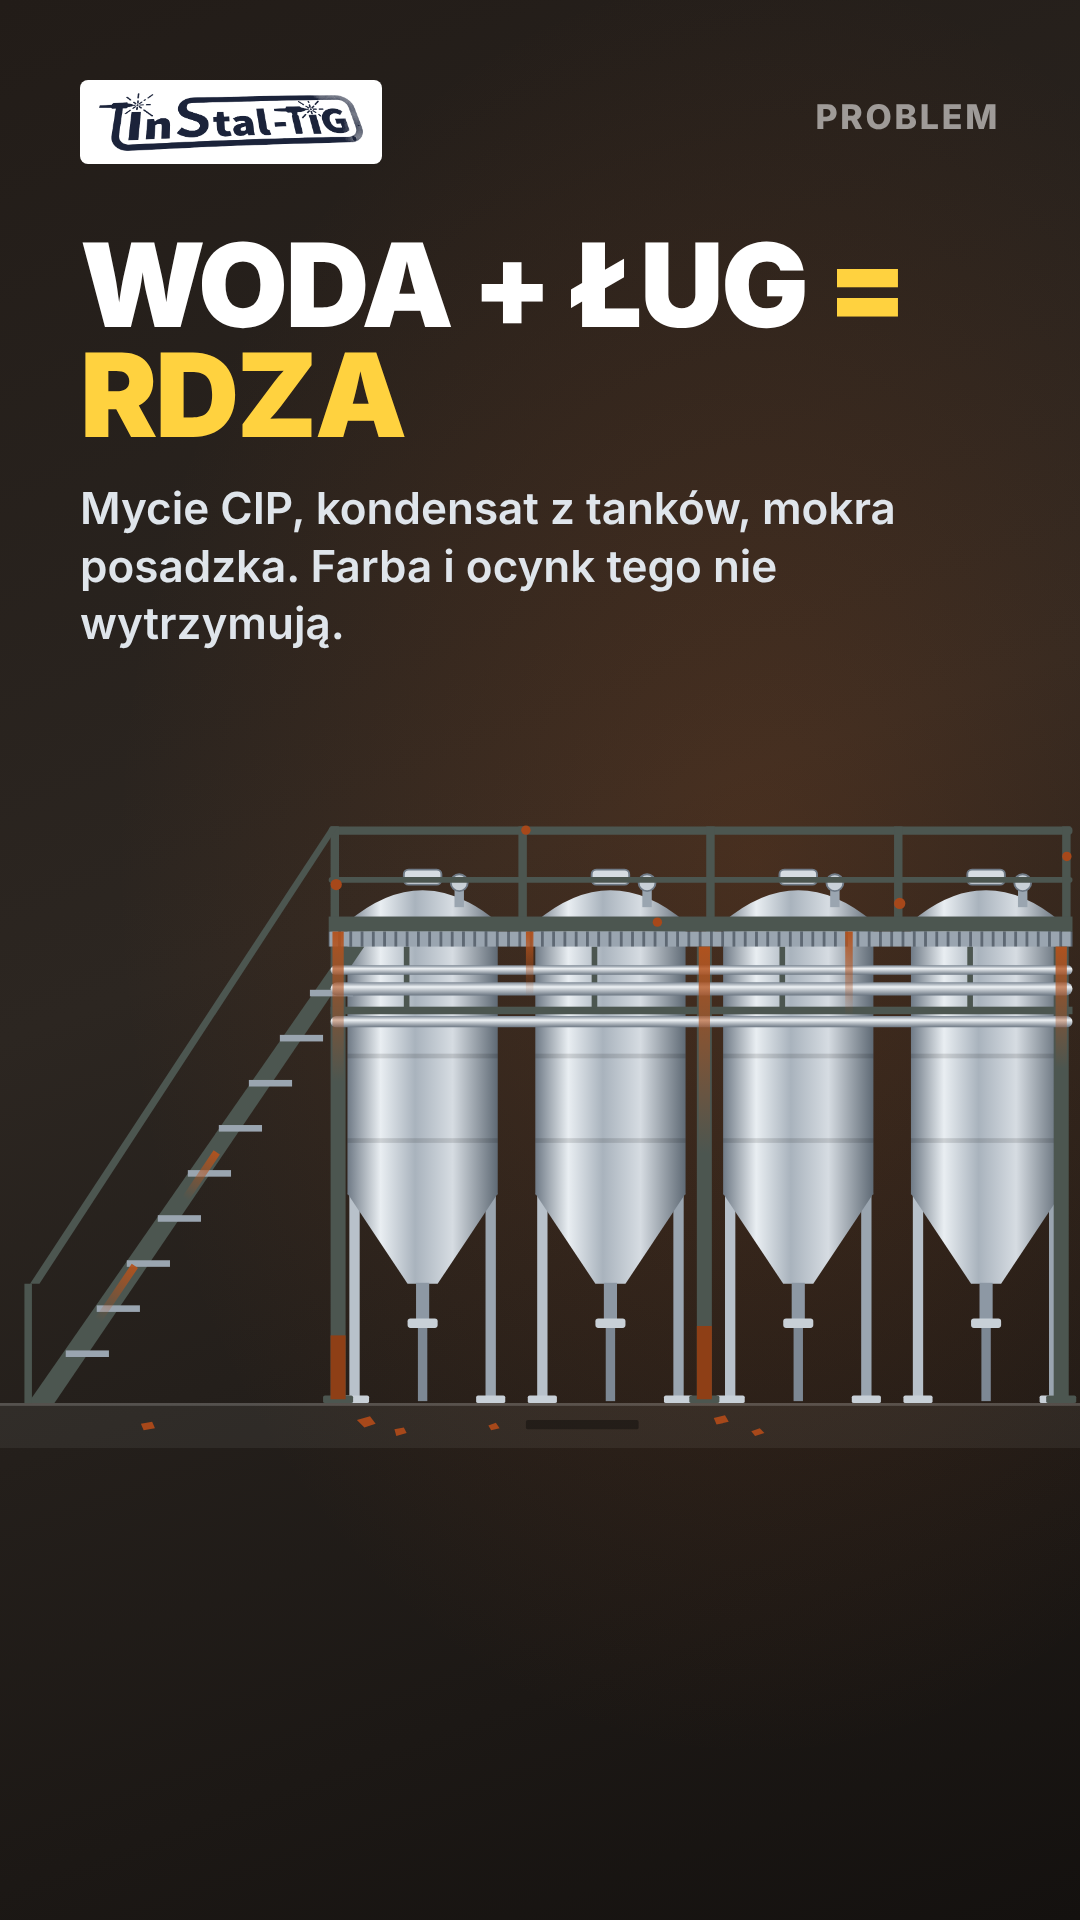 InStal-TiG
PROBLEM
WODA + ŁUG =
RDZA
Mycie CIP, kondensat z tanków, mokra
posadzka. Farba i ocynk tego nie
wytrzymują.